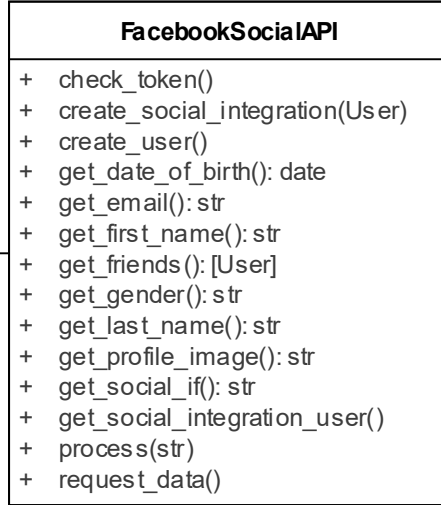 FacebookSocialAPI
+ check_token()
+ create_social_integration(User)
+ create_user()
+ get_date_of_birth(): date
+ get_email(): str
+ get_first_name(): str
+ get_friends(): [User]
+ get_gender(): str
+ get_last_name(): str
+ get_profile_image(): str
+ get_social_if(): str
+ get_social_integration_user()
+ process(str)
+ request_data()